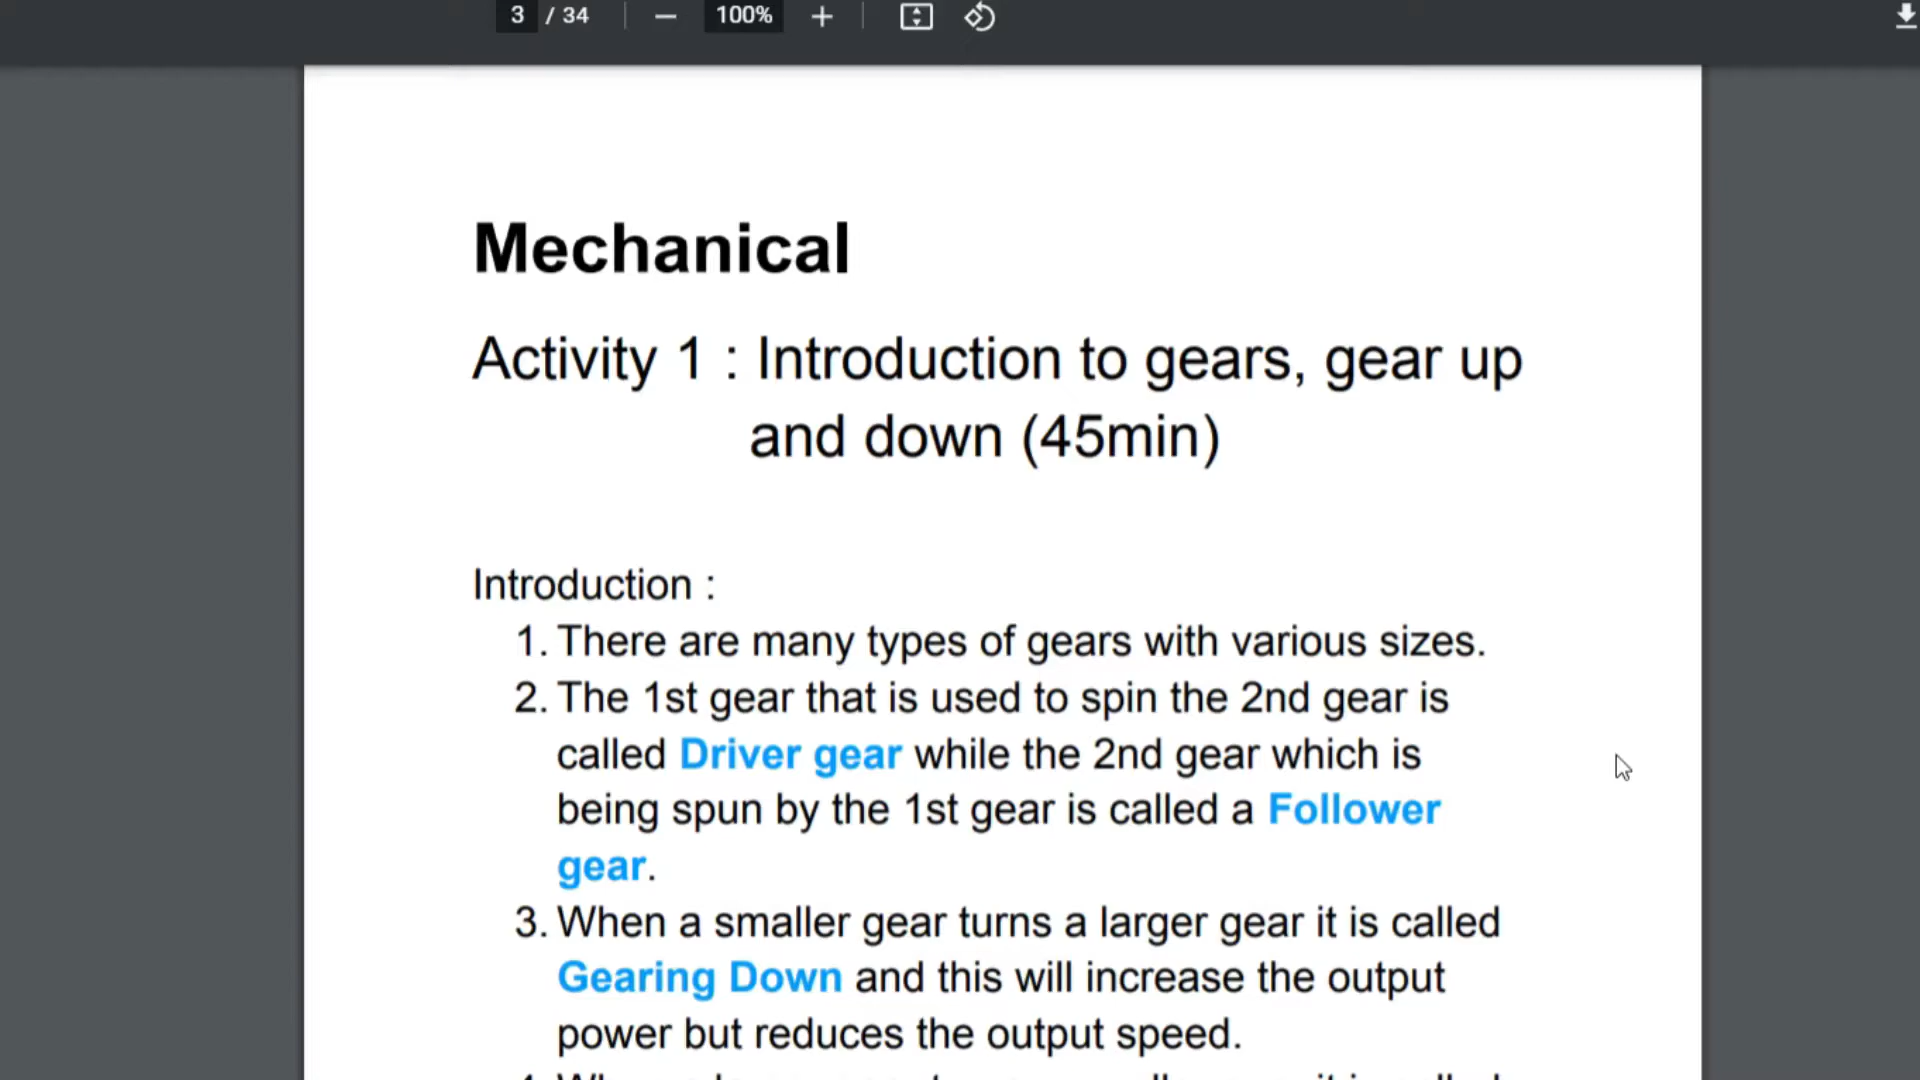 3 / 34 100%
Mechanical
Activity 1 : Introduction to gears, gear up
and down (45min)
Introduction :
1. There are many types of gears with various sizes.
2. The 1st gear that is used to spin the 2nd gear is
called Driver gear while the 2nd gear which is
being spun by the 1st gear is called a Follower
gear.
3. When a smaller gear turns a larger gear it is called
Gearing Down and this will increase the output
power but reduces the output speed.